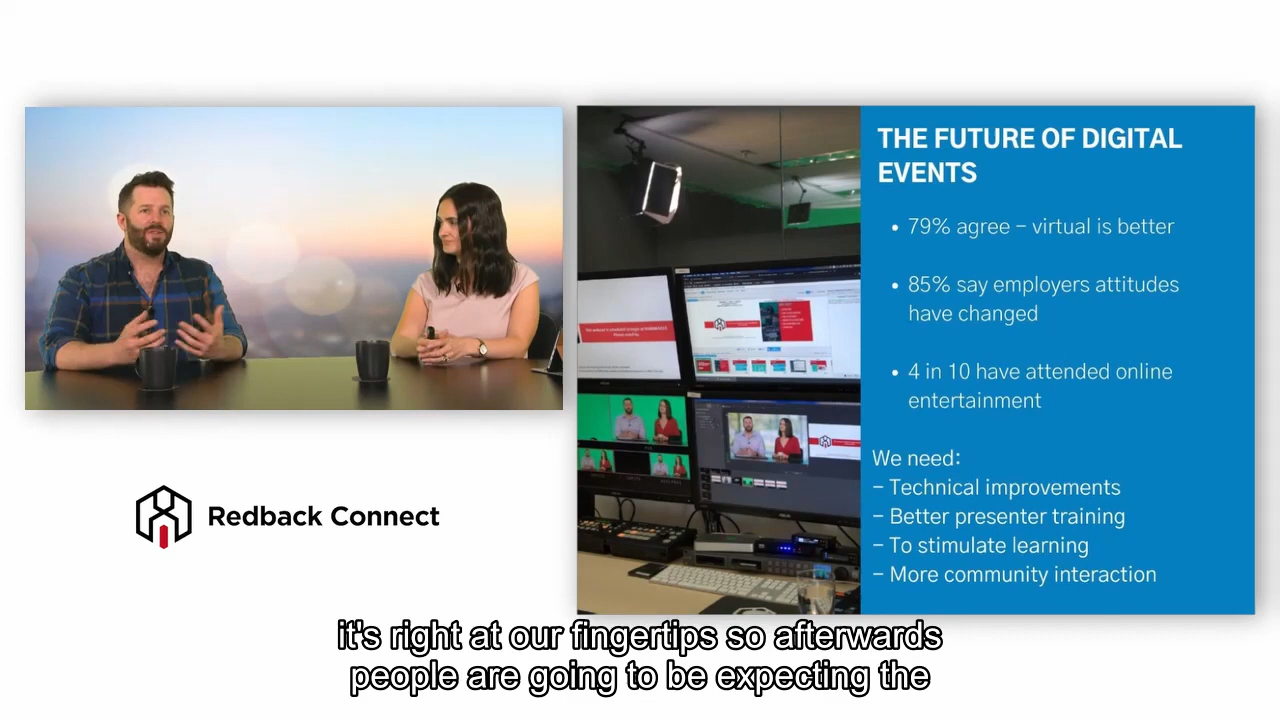 THE FUTURE OF DIGITAL
EVENTS
• 79% agree – virtual is better
• 85% say employers attitudes
have changed
• 4 in 10 have attended online
entertainment
We need:
– Technical improvements
– Better presenter training
– To stimulate learning
– More community interaction
Redback Connect
it's right at our fingertips so afterwards
people are going to be expecting the